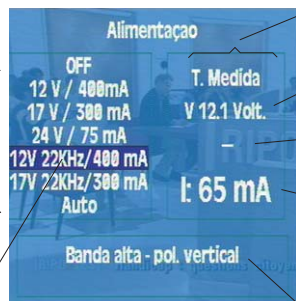 Alimentaçao
OFF
12 V / 400mA
17 V / 300 mA
24 V / 75 mA
12V 22KHz/400 mA
17V 22KHz/300 mA
Auto
T. Medida
V 12.1 Volt.
–
I: 65 mA
Banda alta - pol. vertical